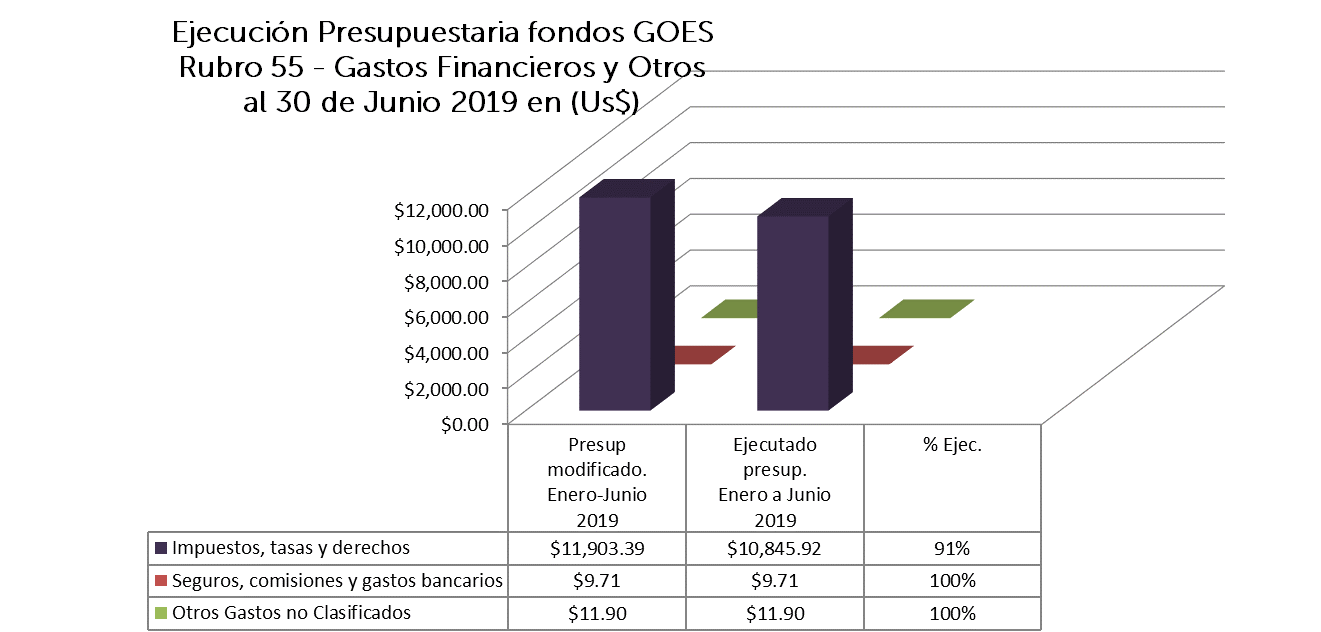 Ejecución Presupuestaria fondos GOES
Rubro 55 - Gastos Financieros y Otros
al 30 de Junio 2019 en (Us$)
$12,000.00
$10,000.00
$8,000.00
$6,000.00
$4,000.00
$2,000.00
$0.00
Presup
modificado.
Enero-Junio
2019
Ejecutado
presup.
Enero a Junio
2019
% Ejec.
Impuestos, tasas y derechos $11,903.39 $10,845.92 91%
Seguros, comisiones y gastos bancarios $9.71 $9.71 100%
Otros Gastos no Clasificados $11.90 $11.90 100%